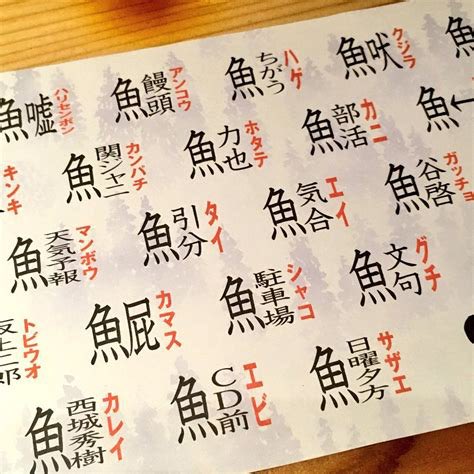 魚嘘 ハリセンボン
魚饅頭 アンコウ
魚ちがう ハゲ
魚吠 クジラ
キンキ
魚関ジャニ カンパチ
魚力也 ホタテ
魚部活 カニ
魚←
魚天気予報 マンボウ
魚引分 タイ
魚気合 エイ
魚谷啓 ガッチョ
上二郎 トビウオ
魚屁 カマス
魚駐車場 シャコ
魚文句 グチ
魚西城秀樹 カレイ
魚CD前 エビ
魚日曜夕方 サザエ